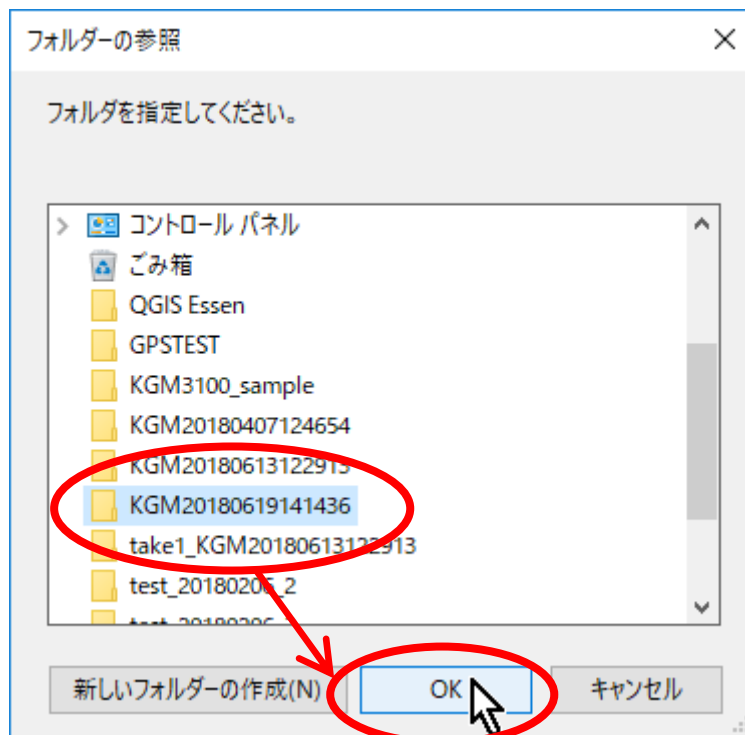 フォルダーの参照
フォルダを指定してください。
コントロール パネル
ごみ箱
QGIS Essen
GPSTEST
KGM3100_sample
KGM20180407124654
KGM20180613122913
KGM20180619141436
take1_KGM20180613122913
test_20180206_2
新しいフォルダーの作成(N)
OK
キャンセル